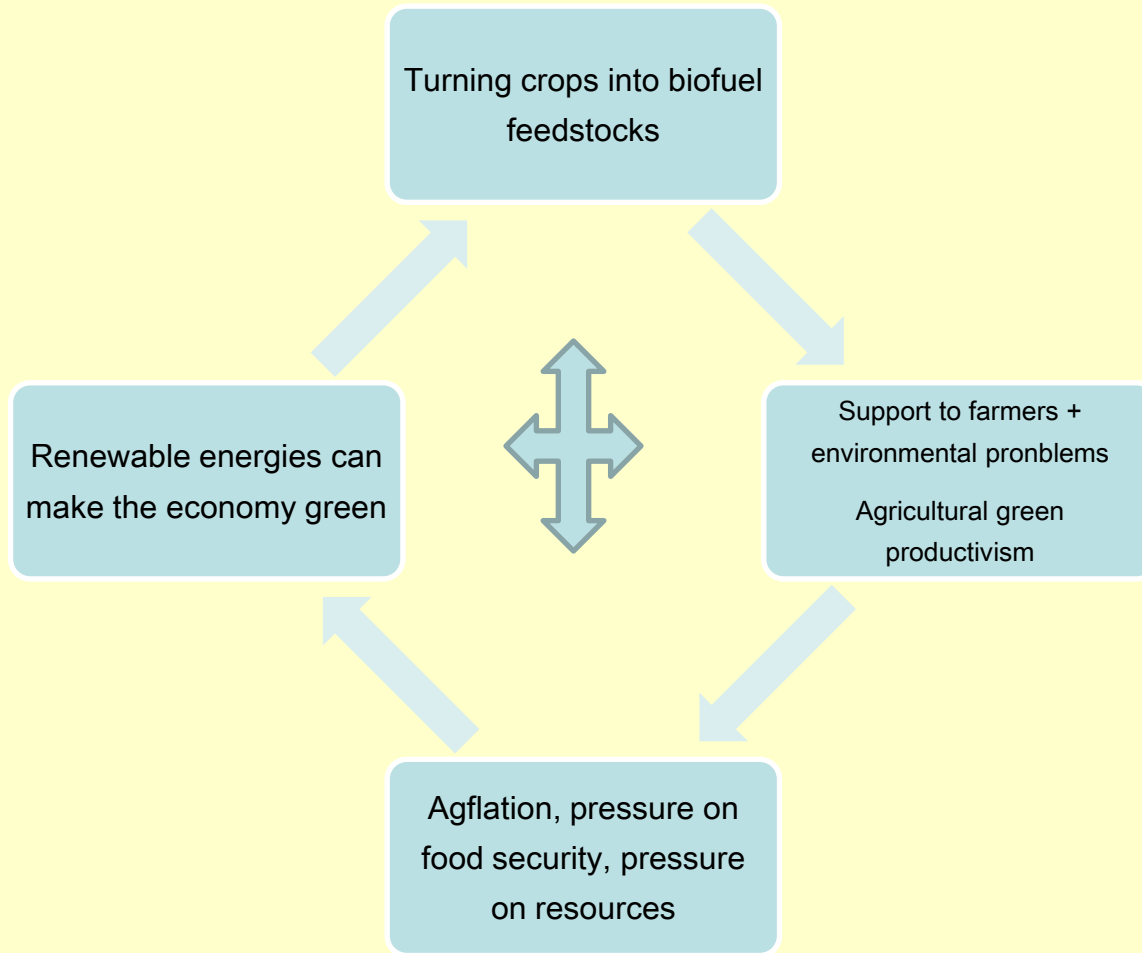 Turning crops into biofuel
feedstocks
Renewable energies can
make the economy green
Support to farmers +
environmental pronblems
Agricultural green
productivism
Agflation, pressure on
food security, pressure
on resources